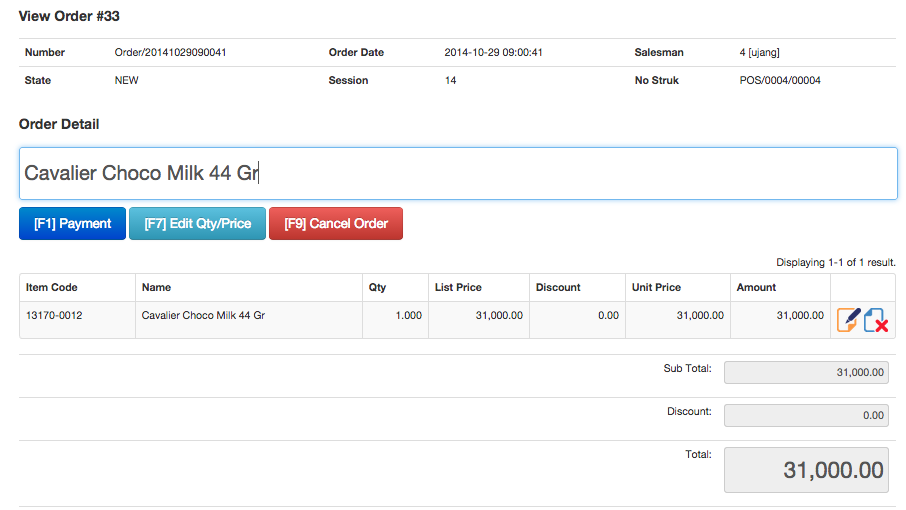 View Order #33
Number Order/20141029090041 Order Date 2014-10-29 09:00:41 Salesman 4 [ujang]
State NEW Session 14 No Struk POS/0004/00004
Order Detail
Cavalier Choco Milk 44 Gr
[F1] Payment [F7] Edit Qty/Price [F9] Cancel Order
Displaying 1-1 of 1 result.
Item Code Name Qty List Price Discount Unit Price Amount
13170-0012 Cavalier Choco Milk 44 Gr 1.000 31,000.00 0.00 31,000.00 31,000.00
Sub Total: 31,000.00
Discount: 0.00
Total: 31,000.00